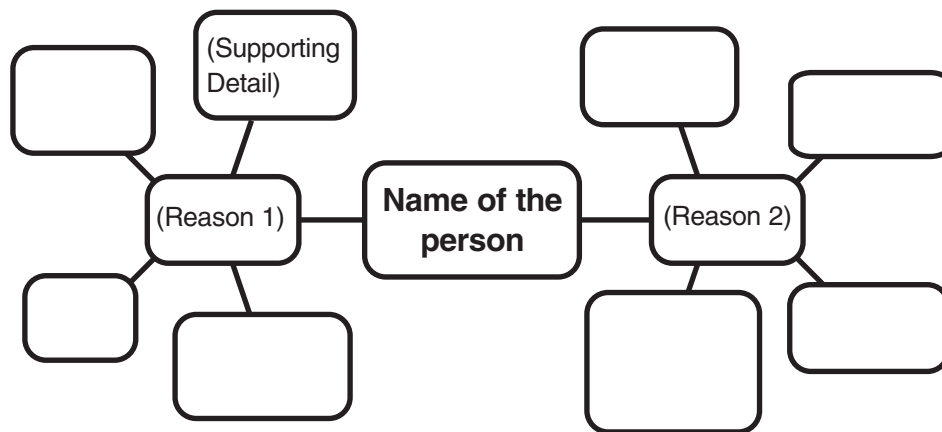 (Supporting
Detail)
(Reason 1)
Name of the
person
(Reason 2)